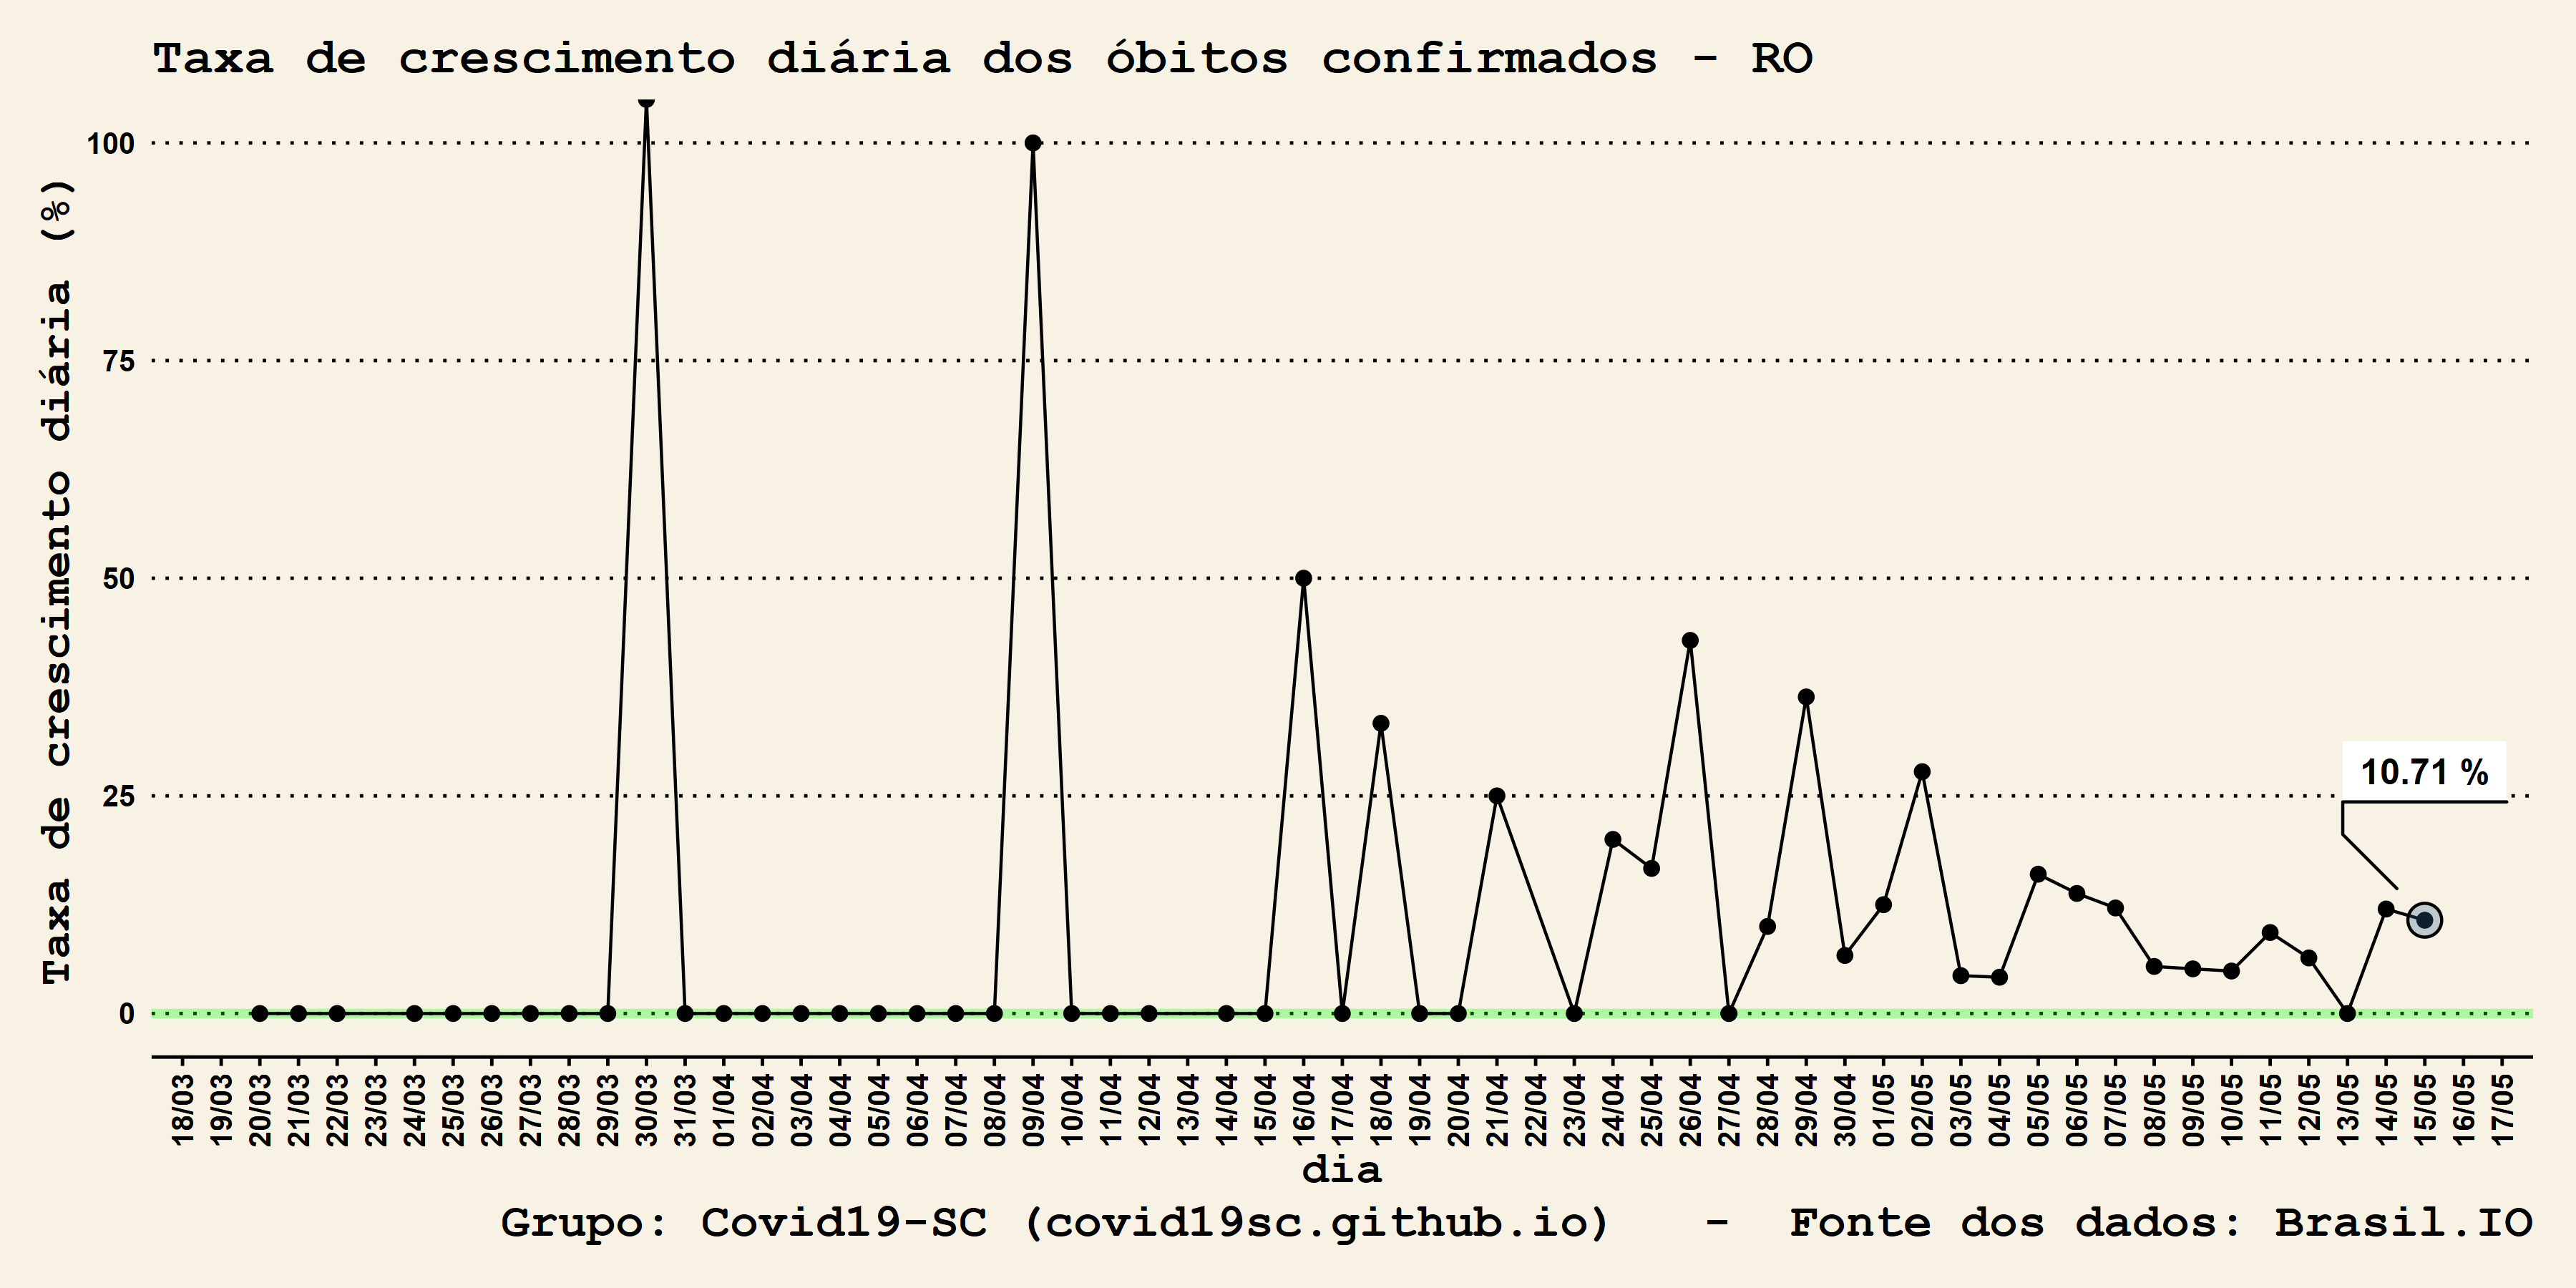 Taxa de crescimento diária dos óbitos confirmados - RO
Taxa de crescimento diária (%)
100
75
50
25
0
10.71 %
18/03 19/03 20/03 21/03 22/03 23/03 24/03 25/03 26/03 27/03 28/03 29/03 30/03 31/03 01/04 02/04 03/04 04/04 05/04 06/04 07/04 08/04 09/04 10/04 11/04 12/04 13/04 14/04 15/04 16/04 17/04 18/04 19/04 20/04 21/04 22/04 23/04 24/04 25/04 26/04 27/04 28/04 29/04 30/04 01/05 02/05 03/05 04/05 05/05 06/05 07/05 08/05 09/05 10/05 11/05 12/05 13/05 14/05 15/05 16/05 17/05
dia
Grupo: Covid19-SC (covid19sc.github.io) - Fonte dos dados: Brasil.IO